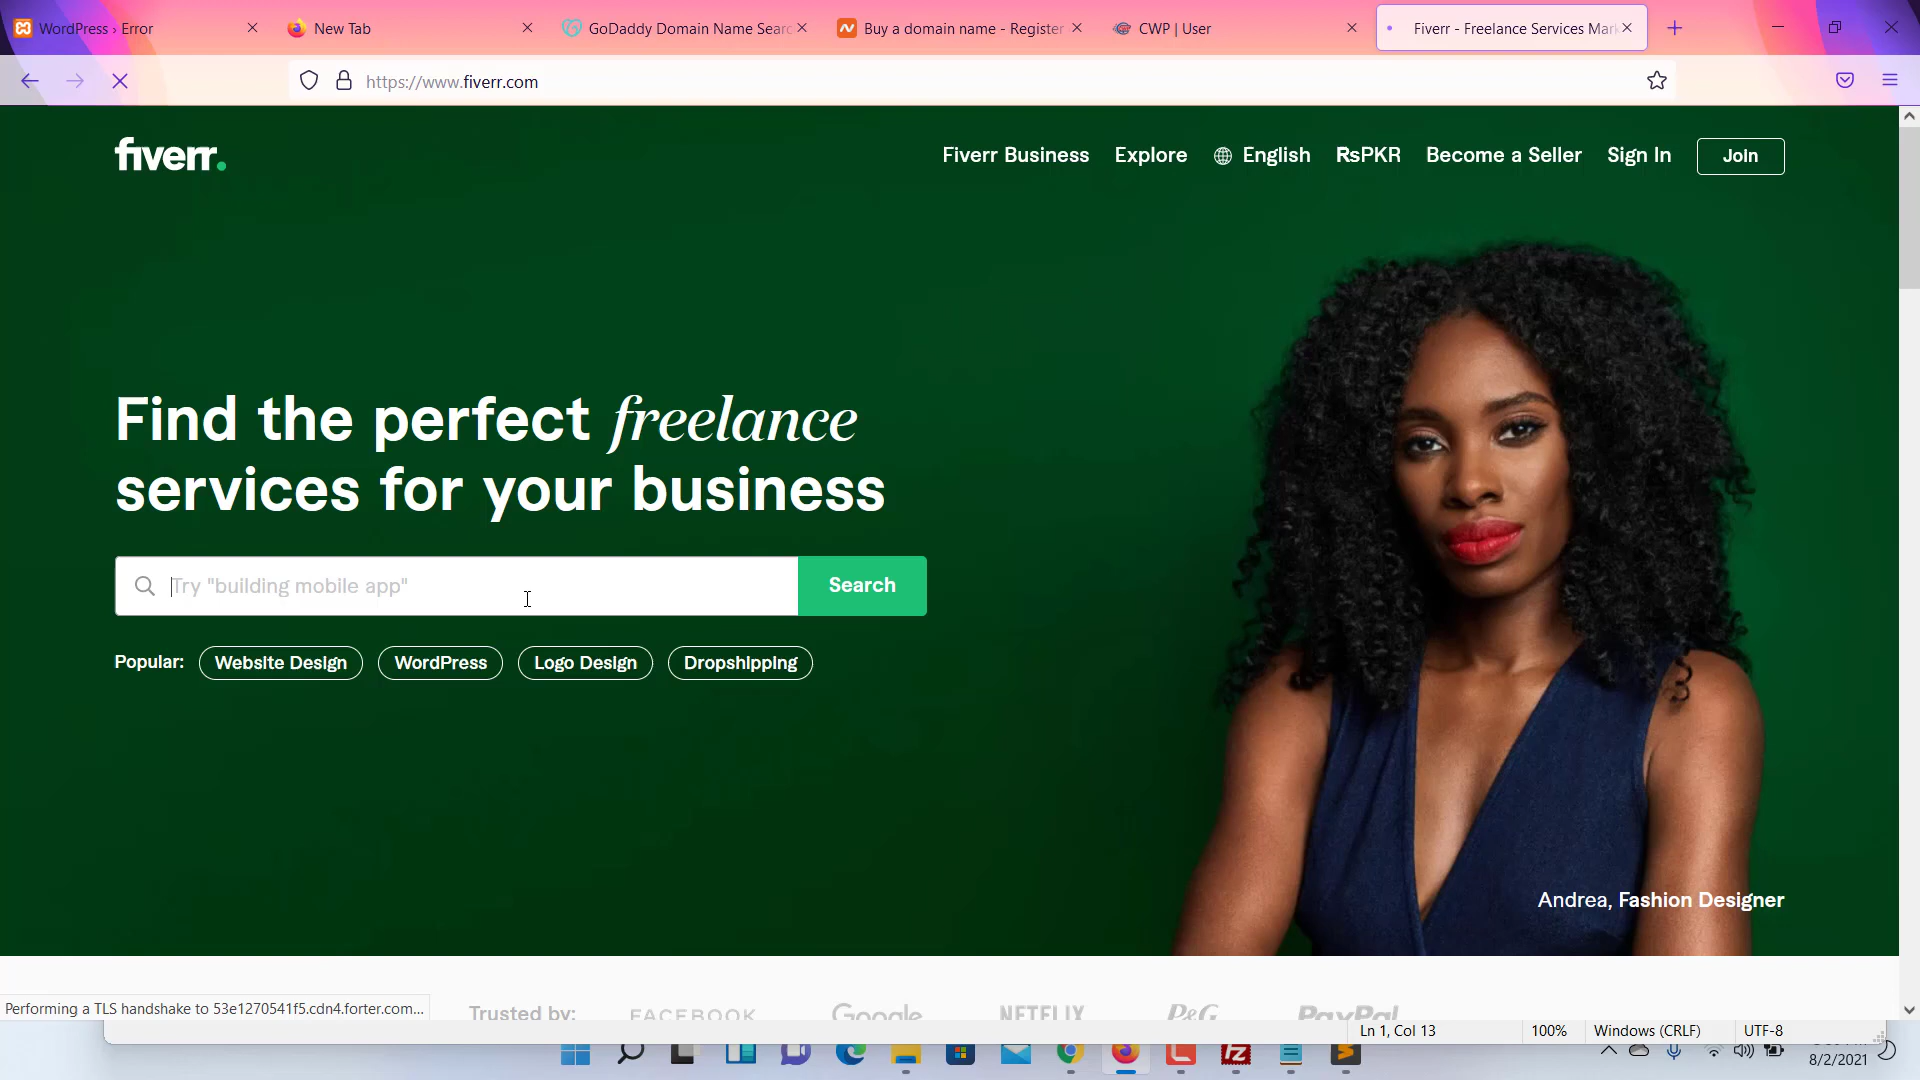 WordPress › Error
New Tab
GoDaddy Domain Name Searc
Buy a domain name - Register
CWP | User
Fiverr - Freelance Services Mark
https://www.fiverr.com
fiverr.
Fiverr Business
Explore
English
RsPKR
Become a Seller
Sign In
Join
Find the perfect freelance
services for your business
Try "building mobile app"
Search
Popular:
Website Design
WordPress
Logo Design
Dropshipping
Andrea, Fashion Designer
Performing a TLS handshake to 53e1270541f5.cdn4.forter.com...
Trusted by:
FACEBOOK
Google
NETFLIX
P&G
PayPal
Ln 1, Col 13
100%
Windows (CRLF)
UTF-8
8/2/2021